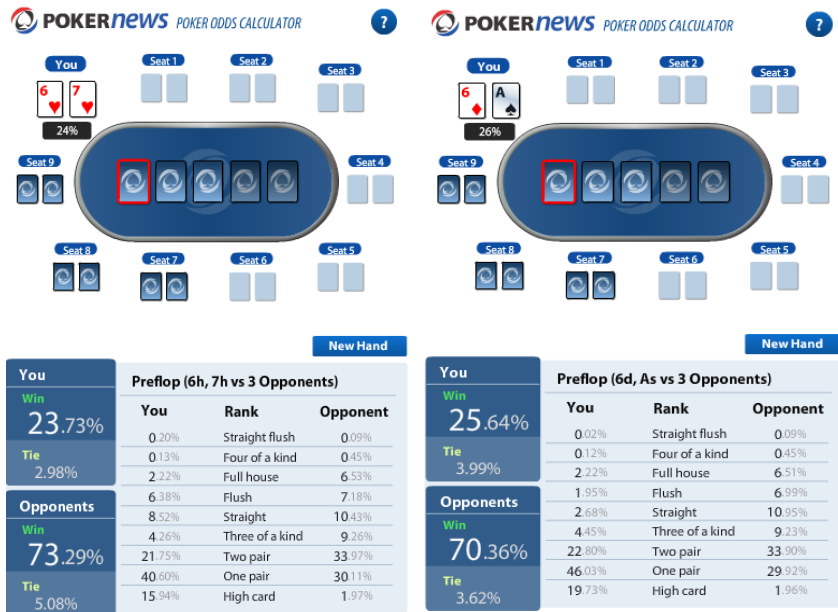 POKERnews POKER ODDS CALCULATOR ?
You
Seat 1
Seat 2
Seat 3
6 7
24%
Seat 9
Seat 4
Seat 8
Seat 7
Seat 6
Seat 5
New Hand
You
Win
23.73%
Tie
2.98%
Opponents
Win
73.29%
Tie
5.08%
Preflop (6h, 7h vs 3 Opponents)
You Rank Opponent
0.20% Straight flush 0.09%
0.13% Four of a kind 0.45%
2.22% Full house 6.53%
6.38% Flush 7.18%
8.52% Straight 10.43%
4.26% Three of a kind 9.26%
21.75% Two pair 33.97%
40.60% One pair 30.11%
15.94% High card 1.97%
POKERnews POKER ODDS CALCULATOR ?
You
Seat 1
Seat 2
Seat 3
6 A
26%
Seat 9
Seat 4
Seat 8
Seat 7
Seat 6
Seat 5
New Hand
You
Win
25.64%
Tie
3.99%
Opponents
Win
70.36%
Tie
3.62%
Preflop (6d, As vs 3 Opponents)
You Rank Opponent
0.02% Straight flush 0.09%
0.12% Four of a kind 0.45%
2.22% Full house 6.51%
1.95% Flush 6.99%
2.68% Straight 10.95%
4.45% Three of a kind 9.23%
22.80% Two pair 33.90%
46.03% One pair 29.92%
19.73% High card 1.96%